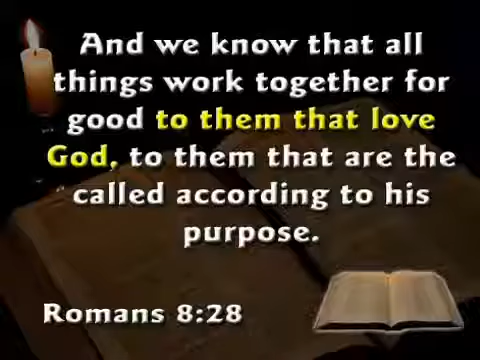 And we know that all
things work together for
good to them that love
God, to them that are the
called according to his
purpose.
Romans 8:28